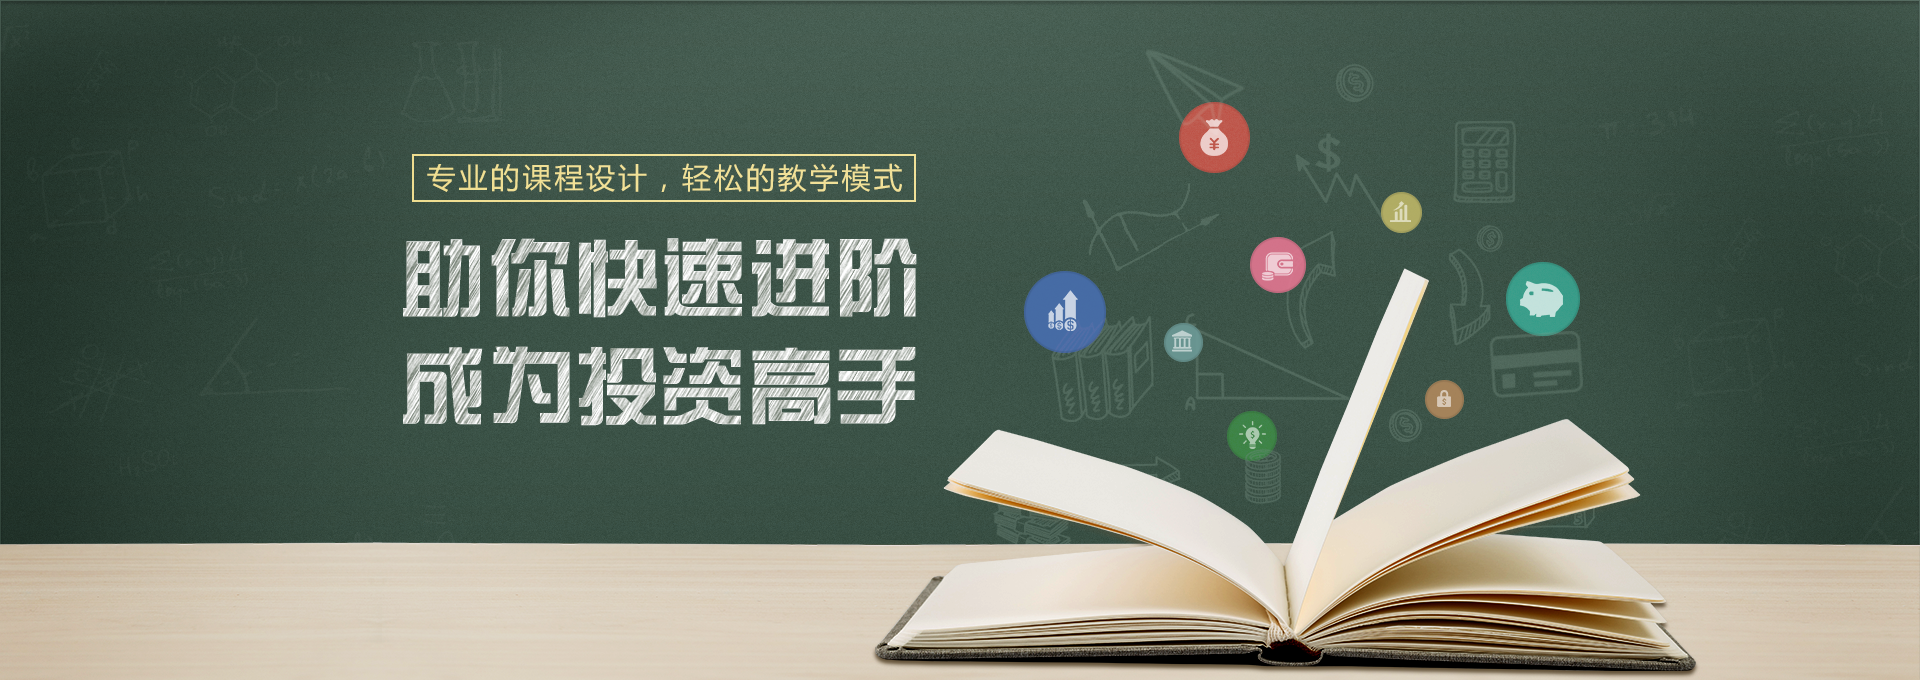 专业的课程设计，轻松的教学模式
助你快速进阶
成为投资高手